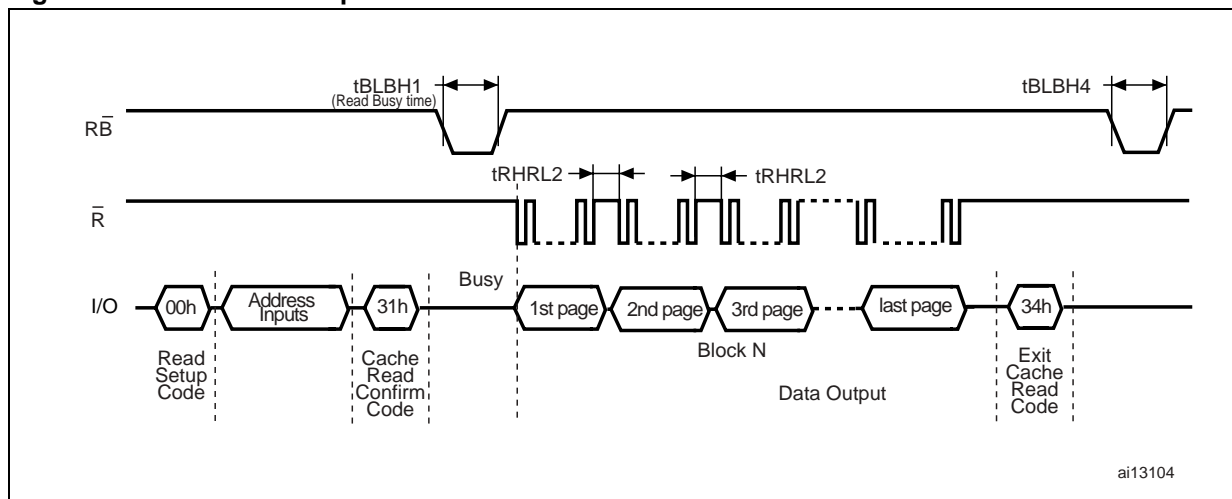 tBLBH1
(Read Busy time)
tBLBH4
RB
tRHRL2
tRHRL2
R
Busy
I/O
00h
Address
Inputs
31h
1st page
2nd page
3rd page
last page
34h
Block N
Read
Setup
Code
Cache
Read
Confirm
Code
Exit
Cache
Read
Code
Data Output
ai13104